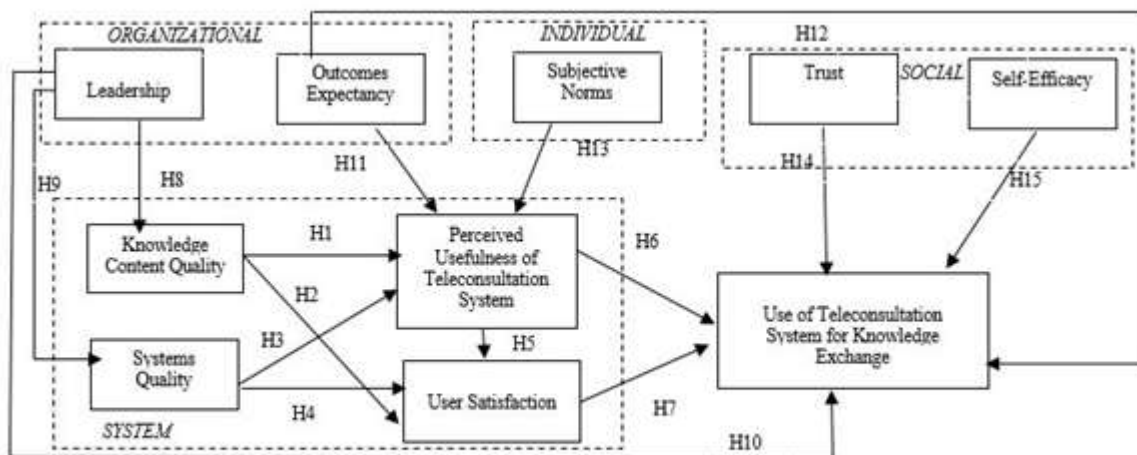 ORGANIZATIONAL
INDIVIDUAL
H12
Leadership
Outcomes
Expectancy
Subjective
Norms
Trust
SOCIAL
Self-Efficacy
H9
H8
H11
H13
H14
H15
Knowledge
Content Quality
H1
H2
Perceived
Usefulness of
Teleconsultation
System
H6
Use of Teleconsultation
System for Knowledge
Exchange
Systems
Quality
H3
H4
H5
User Satisfaction
H7
SYSTEM
H10